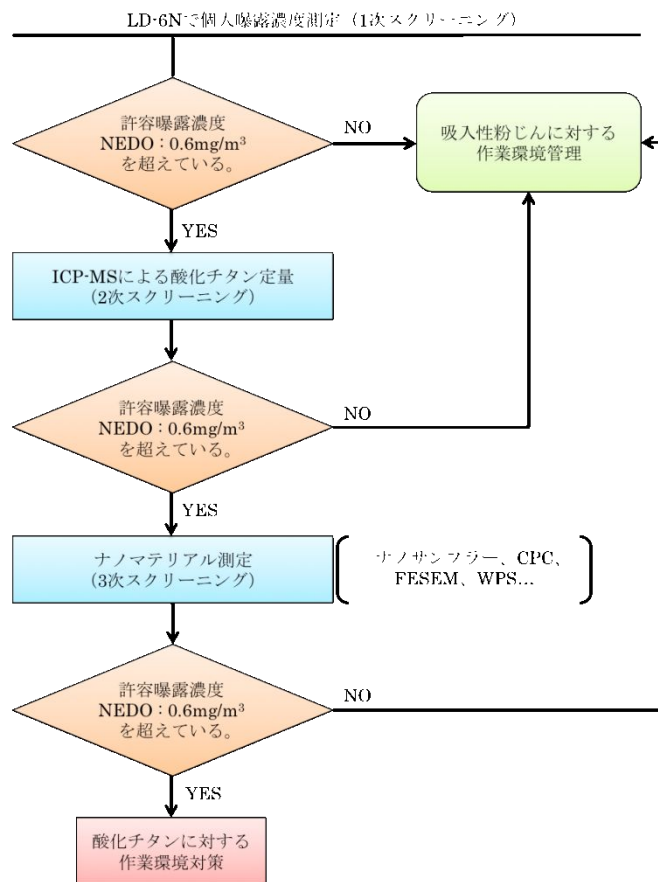 LD-6Nで個人曝露濃度測定（1次スクリーニング）
許容曝露濃度
NEDO：0.6mg/m³
を超えている。
NO
吸入性粉じんに対する
作業環境管理
YES
ICP-MSによる酸化チタン定量
（2次スクリーニング）
許容曝露濃度
NEDO：0.6mg/m³
を超えている。
NO
YES
ナノマテリアル測定
（3次スクリーニング）
ナノサンプラー、CPC、
FESEM、WPS...
許容曝露濃度
NEDO：0.6mg/m³
を超えている。
NO
YES
酸化チタンに対する
作業環境対策